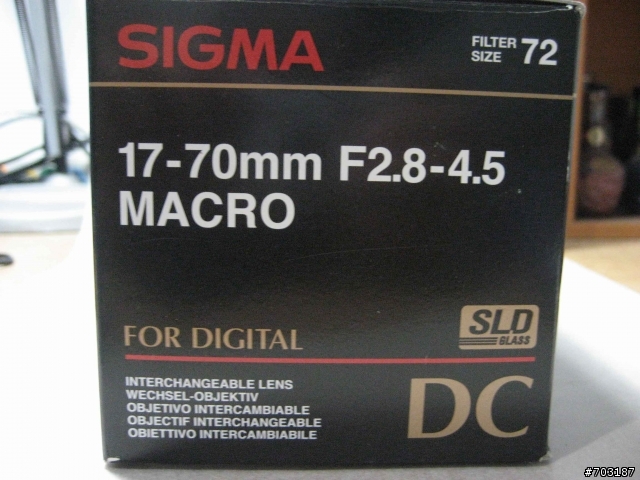 SIGMA
FILTER SIZE 72
17-70mm F2.8-4.5
MACRO
FOR DIGITAL
SLD
GLASS
INTERCHANGEABLE LENS
WECHSEL-OBJEKTIV
OBJETIVO INTERCAMBIABLE
OBJECTIF INTERCHANGEABLE
OBIETTIVO INTERCAMBIABILE
DC
#703187